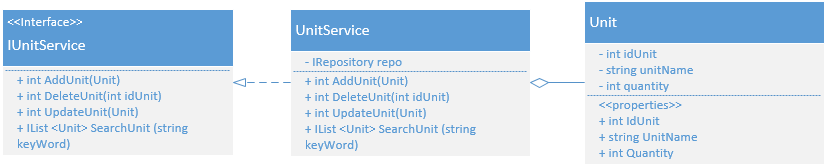 <<Interface>>
IUnitService
+ int AddUnit(Unit)
+ int DeleteUnit(int idUnit)
+ int UpdateUnit(Unit)
+ IList <Unit> SearchUnit (string
keyWord)
UnitService
- IRepository repo
+ int AddUnit(Unit)
+ int DeleteUnit(int idUnit)
+ int UpdateUnit(Unit)
+ IList <Unit> SearchUnit (string
keyWord)
Unit
- int idUnit
- string unitName
- int quantity
<<properties>>
+ int IdUnit
+ string UnitName
+ int Quantity